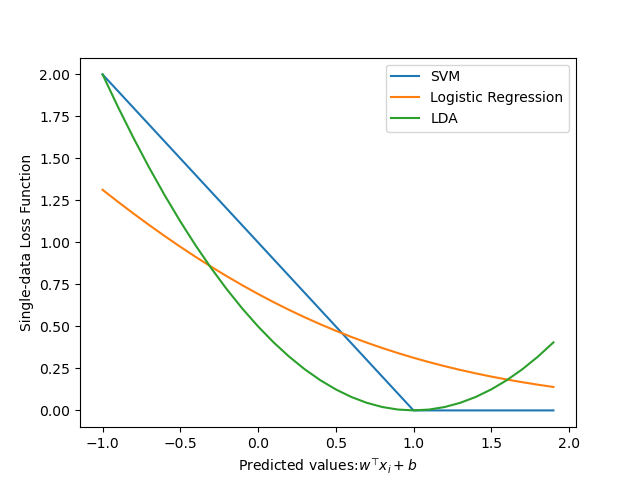 SVM
Logistic Regression
LDA
Single-data Loss Function
2.00
1.75
1.50
1.25
1.00
0.75
0.50
0.25
0.00
−1.0 −0.5 0.0 0.5 1.0 1.5 2.0
Predicted values:w⊤xᵢ + b